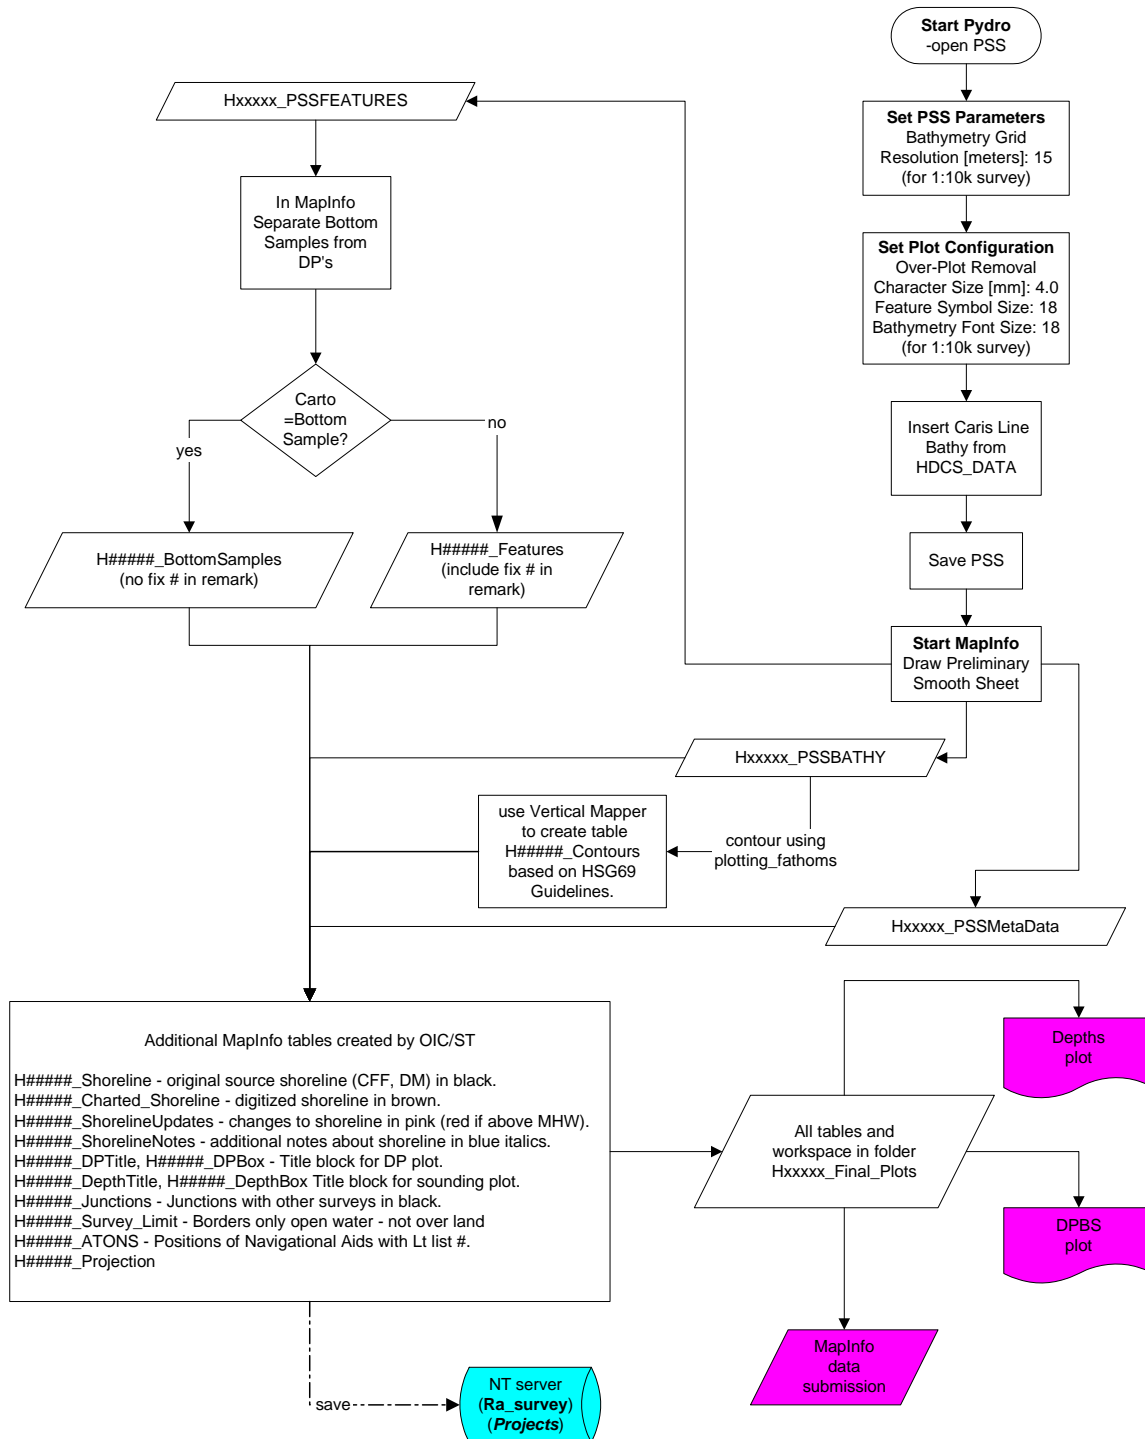 Start Pydro
-open PSS
Set PSS Parameters
Bathymetry Grid
Resolution [meters]: 15
(for 1:10k survey)
Set Plot Configuration
Over-Plot Removal
Character Size [mm]: 4.0
Feature Symbol Size: 18
Bathymetry Font Size: 18
(for 1:10k survey)
Insert Caris Line
Bathy from
HDCS_DATA
Save PSS
Start MapInfo
Draw Preliminary
Smooth Sheet
Hxxxxx_PSSFEATURES
In MapInfo
Separate Bottom
Samples from
DP's
Carto
=Bottom
Sample?
yes
no
H#####_BottomSamples
(no fix # in remark)
H#####_Features
(include fix # in
remark)
Hxxxxx_PSSBATHY
contour using
plotting_fathoms
use Vertical Mapper
to create table
H#####_Contours
based on HSG69
Guidelines.
Hxxxxx_PSSMetaData
Additional MapInfo tables created by OIC/ST
H#####_Shoreline - original source shoreline (CFF, DM) in black.
H#####_Charted_Shoreline - digitized shoreline in brown.
H#####_ShorelineUpdates - changes to shoreline in pink (red if above MHW).
H#####_ShorelineNotes - additional notes about shoreline in blue italics.
H#####_DPTitle, H#####_DPBox - Title block for DP plot.
H#####_DepthTitle, H#####_DepthBox Title block for sounding plot.
H#####_Junctions - Junctions with other surveys in black.
H#####_Survey_Limit - Borders only open water - not over land
H#####_ATONS - Positions of Navigational Aids with Lt list #.
H#####_Projection
All tables and
workspace in folder
Hxxxxx_Final_Plots
Depths
plot
DPBS
plot
MapInfo
data
submission
save
NT server
(Ra_survey)
(Projects)